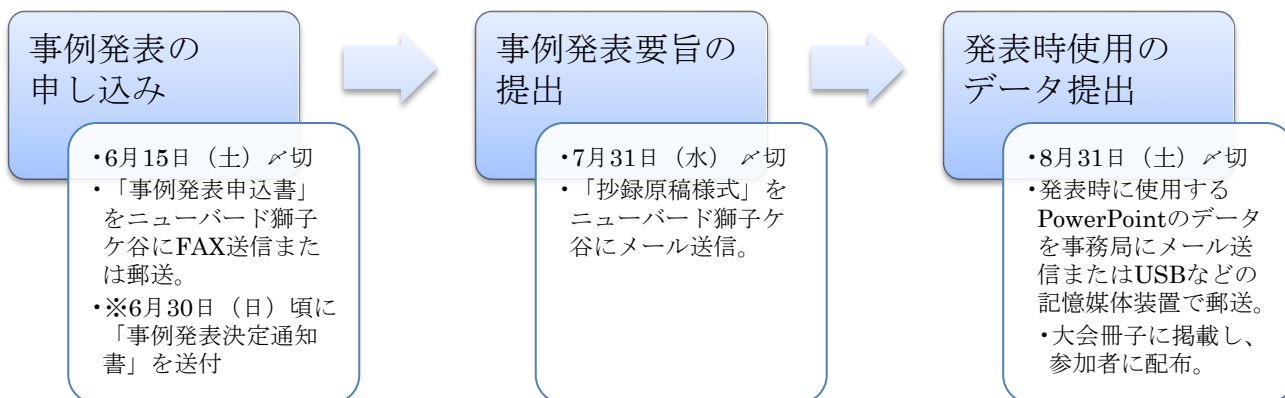 事例発表の
申し込み
・6月15日（土）〆切
・「事例発表申込書」
をニューバード獅子
ケ谷にFAX送信また
は郵送。
・※6月30日（日）頃に
「事例発表決定通知
書」を送付
事例発表要旨の
提出
・7月31日（水） 〆切
・「抄録原稿様式」を
ニューバード獅子ケ
谷にメール送信。
発表時使用の
データ提出
・8月31日（土）〆切
・発表時に使用する
PowerPointのデータ
を事務局にメール送
信またはUSBなどの
記憶媒体装置で郵送。
・大会冊子に掲載し、
参加者に配布。